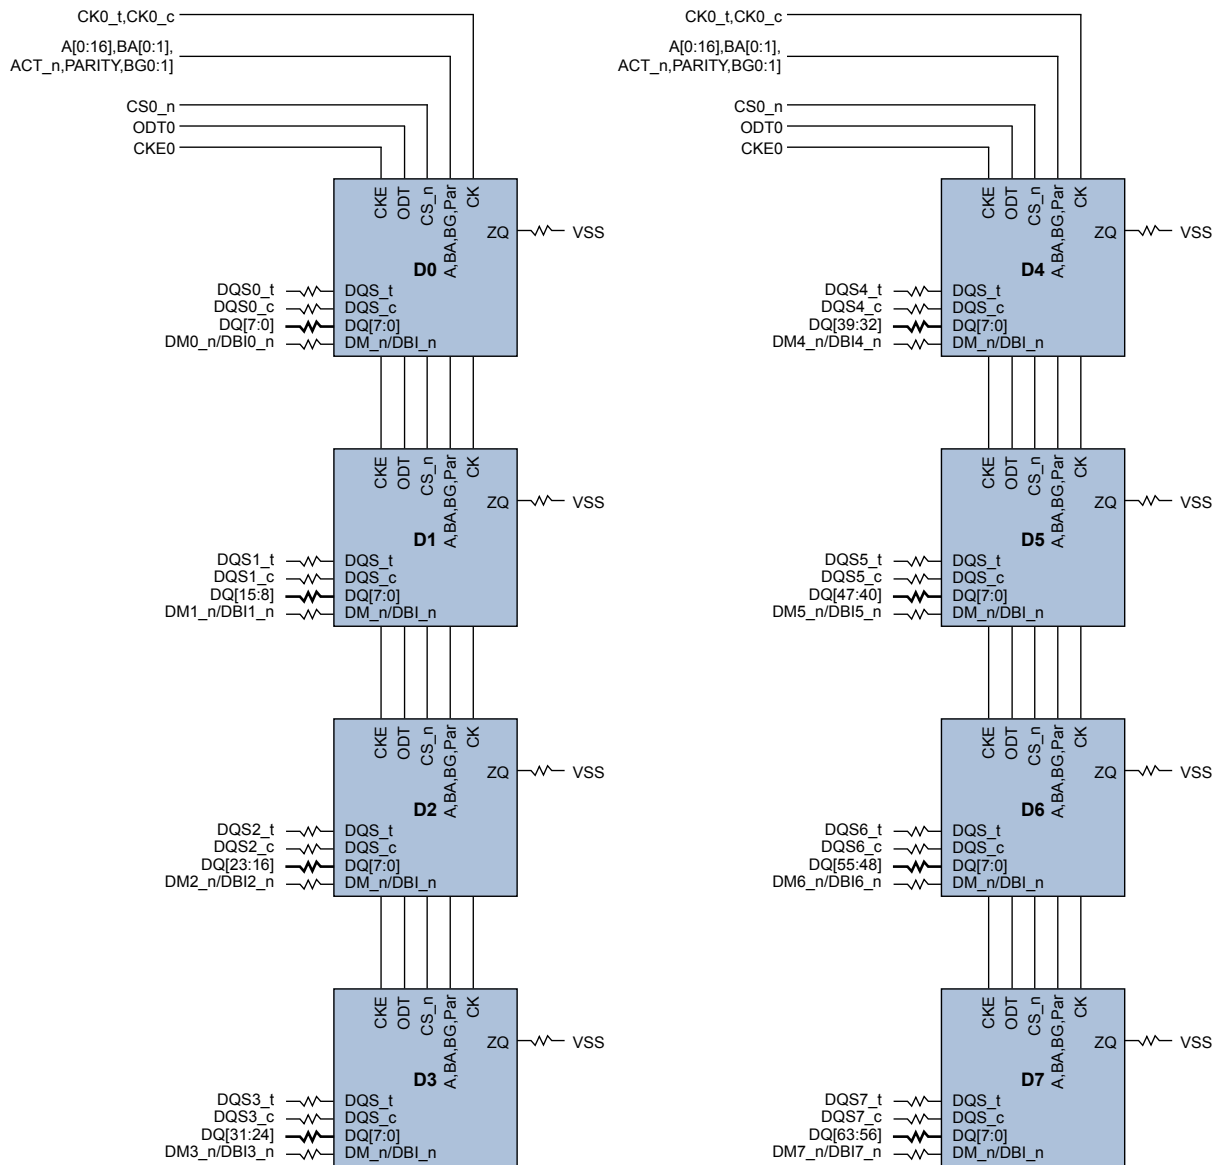 CK0_t,CK0_c
A[0:16],BA[0:1],
ACT_n,PARITY,BG0:1]
CS0_n
ODT0
CKE0
CKE
ODT
CS_n
A,BA,BG,Par
CK
ZQ
VSS
D0
DQS0_t
DQS_t
DQS0_c
DQS_c
DQ[7:0]
DQ[7:0]
DM0_n/DBI0_n
DM_n/DBI_n
CKE
ODT
CS_n
A,BA,BG,Par
CK
ZQ
VSS
D1
DQS1_t
DQS_t
DQS1_c
DQS_c
DQ[15:8]
DQ[7:0]
DM1_n/DBI1_n
DM_n/DBI_n
CKE
ODT
CS_n
A,BA,BG,Par
CK
ZQ
VSS
D2
DQS2_t
DQS_t
DQS2_c
DQS_c
DQ[23:16]
DQ[7:0]
DM2_n/DBI2_n
DM_n/DBI_n
CKE
ODT
CS_n
A,BA,BG,Par
CK
ZQ
VSS
D3
DQS3_t
DQS_t
DQS3_c
DQS_c
DQ[31:24]
DQ[7:0]
DM3_n/DBI3_n
DM_n/DBI_n
CK0_t,CK0_c
A[0:16],BA[0:1],
ACT_n,PARITY,BG0:1]
CS0_n
ODT0
CKE0
CKE
ODT
CS_n
A,BA,BG,Par
CK
ZQ
VSS
D4
DQS4_t
DQS_t
DQS4_c
DQS_c
DQ[39:32]
DQ[7:0]
DM4_n/DBI4_n
DM_n/DBI_n
CKE
ODT
CS_n
A,BA,BG,Par
CK
ZQ
VSS
D5
DQS5_t
DQS_t
DQS5_c
DQS_c
DQ[47:40]
DQ[7:0]
DM5_n/DBI5_n
DM_n/DBI_n
CKE
ODT
CS_n
A,BA,BG,Par
CK
ZQ
VSS
D6
DQS6_t
DQS_t
DQS6_c
DQS_c
DQ[55:48]
DQ[7:0]
DM6_n/DBI6_n
DM_n/DBI_n
CKE
ODT
CS_n
A,BA,BG,Par
CK
ZQ
VSS
D7
DQS7_t
DQS_t
DQS7_c
DQS_c
DQ[63:56]
DQ[7:0]
DM7_n/DBI7_n
DM_n/DBI_n